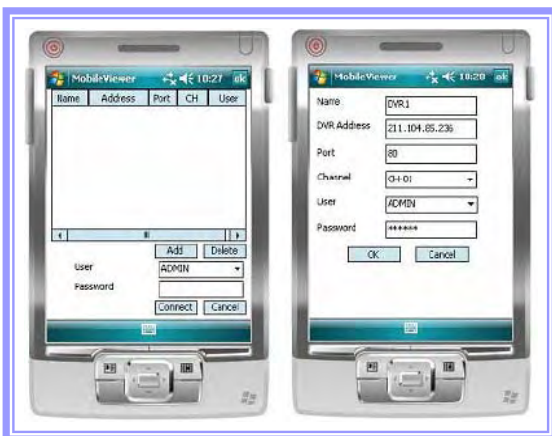 MobileViewer 10:27 ok
Name Address Port CH User
Add Delete
User ADMIN
Password
Connect Cancel
MobileViewer 10:20 ok
Name DVR1
DVR Address 211.104.85.236
Port 80
Channel CH-01
User ADMIN
Password ******
OK Cancel